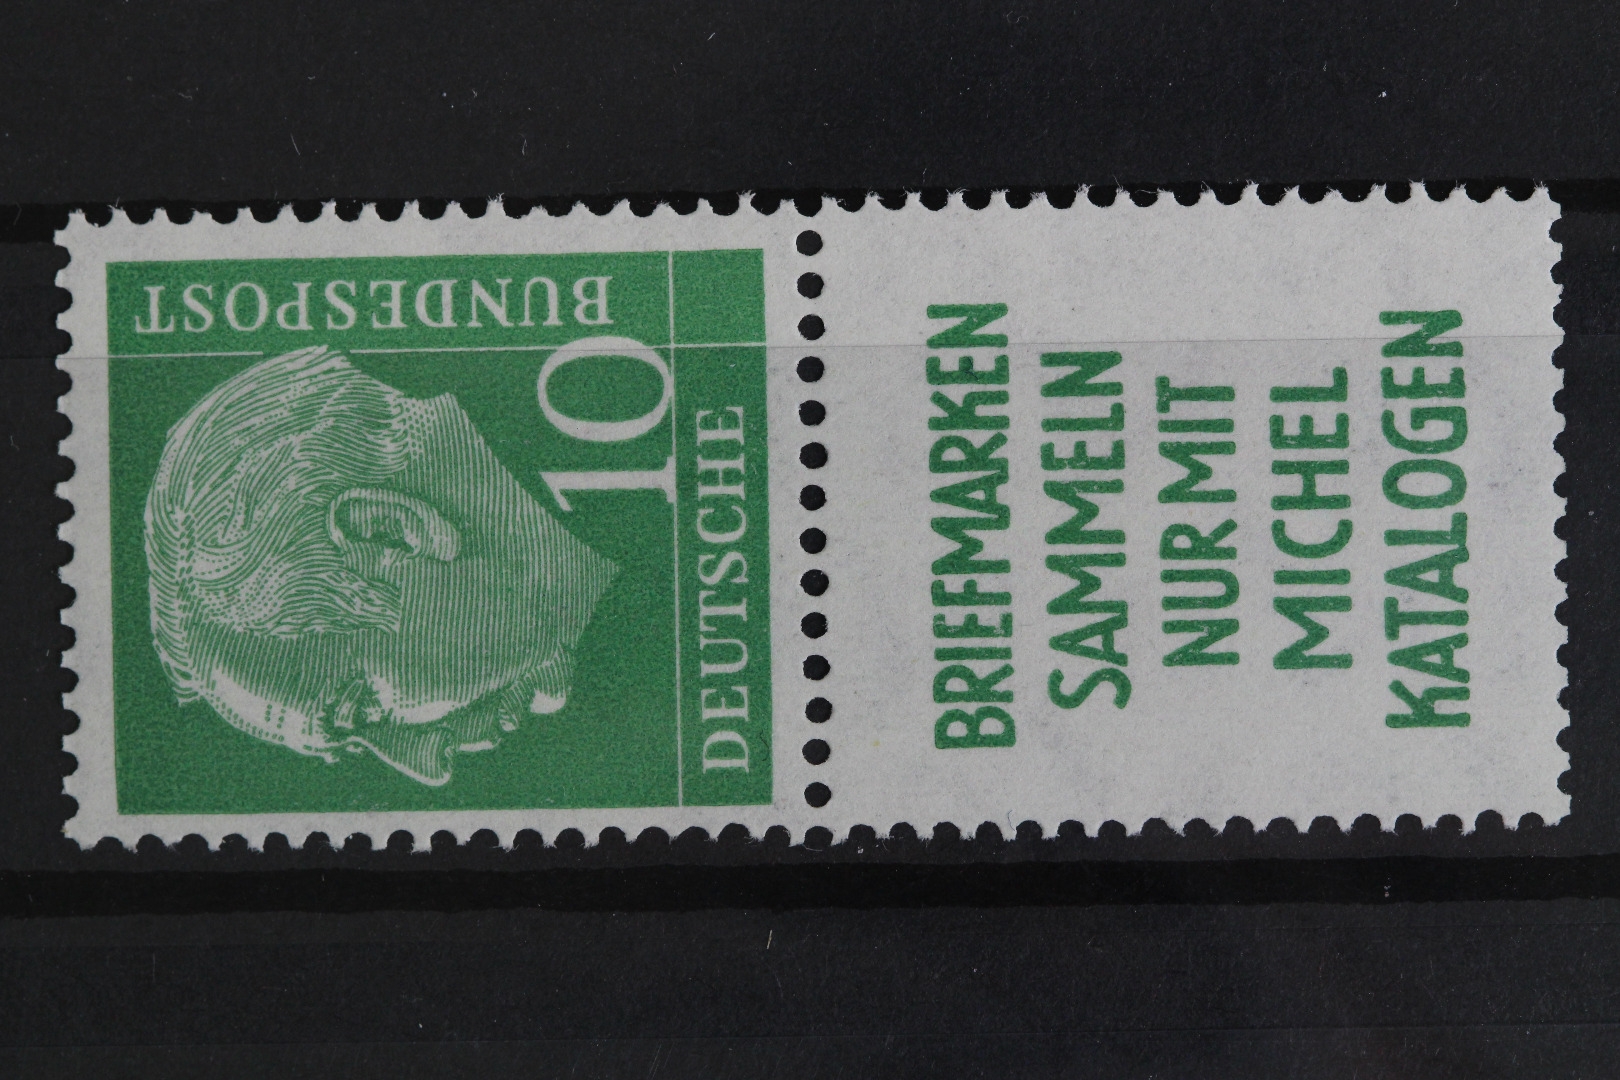 DEUTSCHE
BUNDESPOST
10
BRIEFMARKEN
SAMMELN
NUR MIT
MICHEL
KATALOGEN